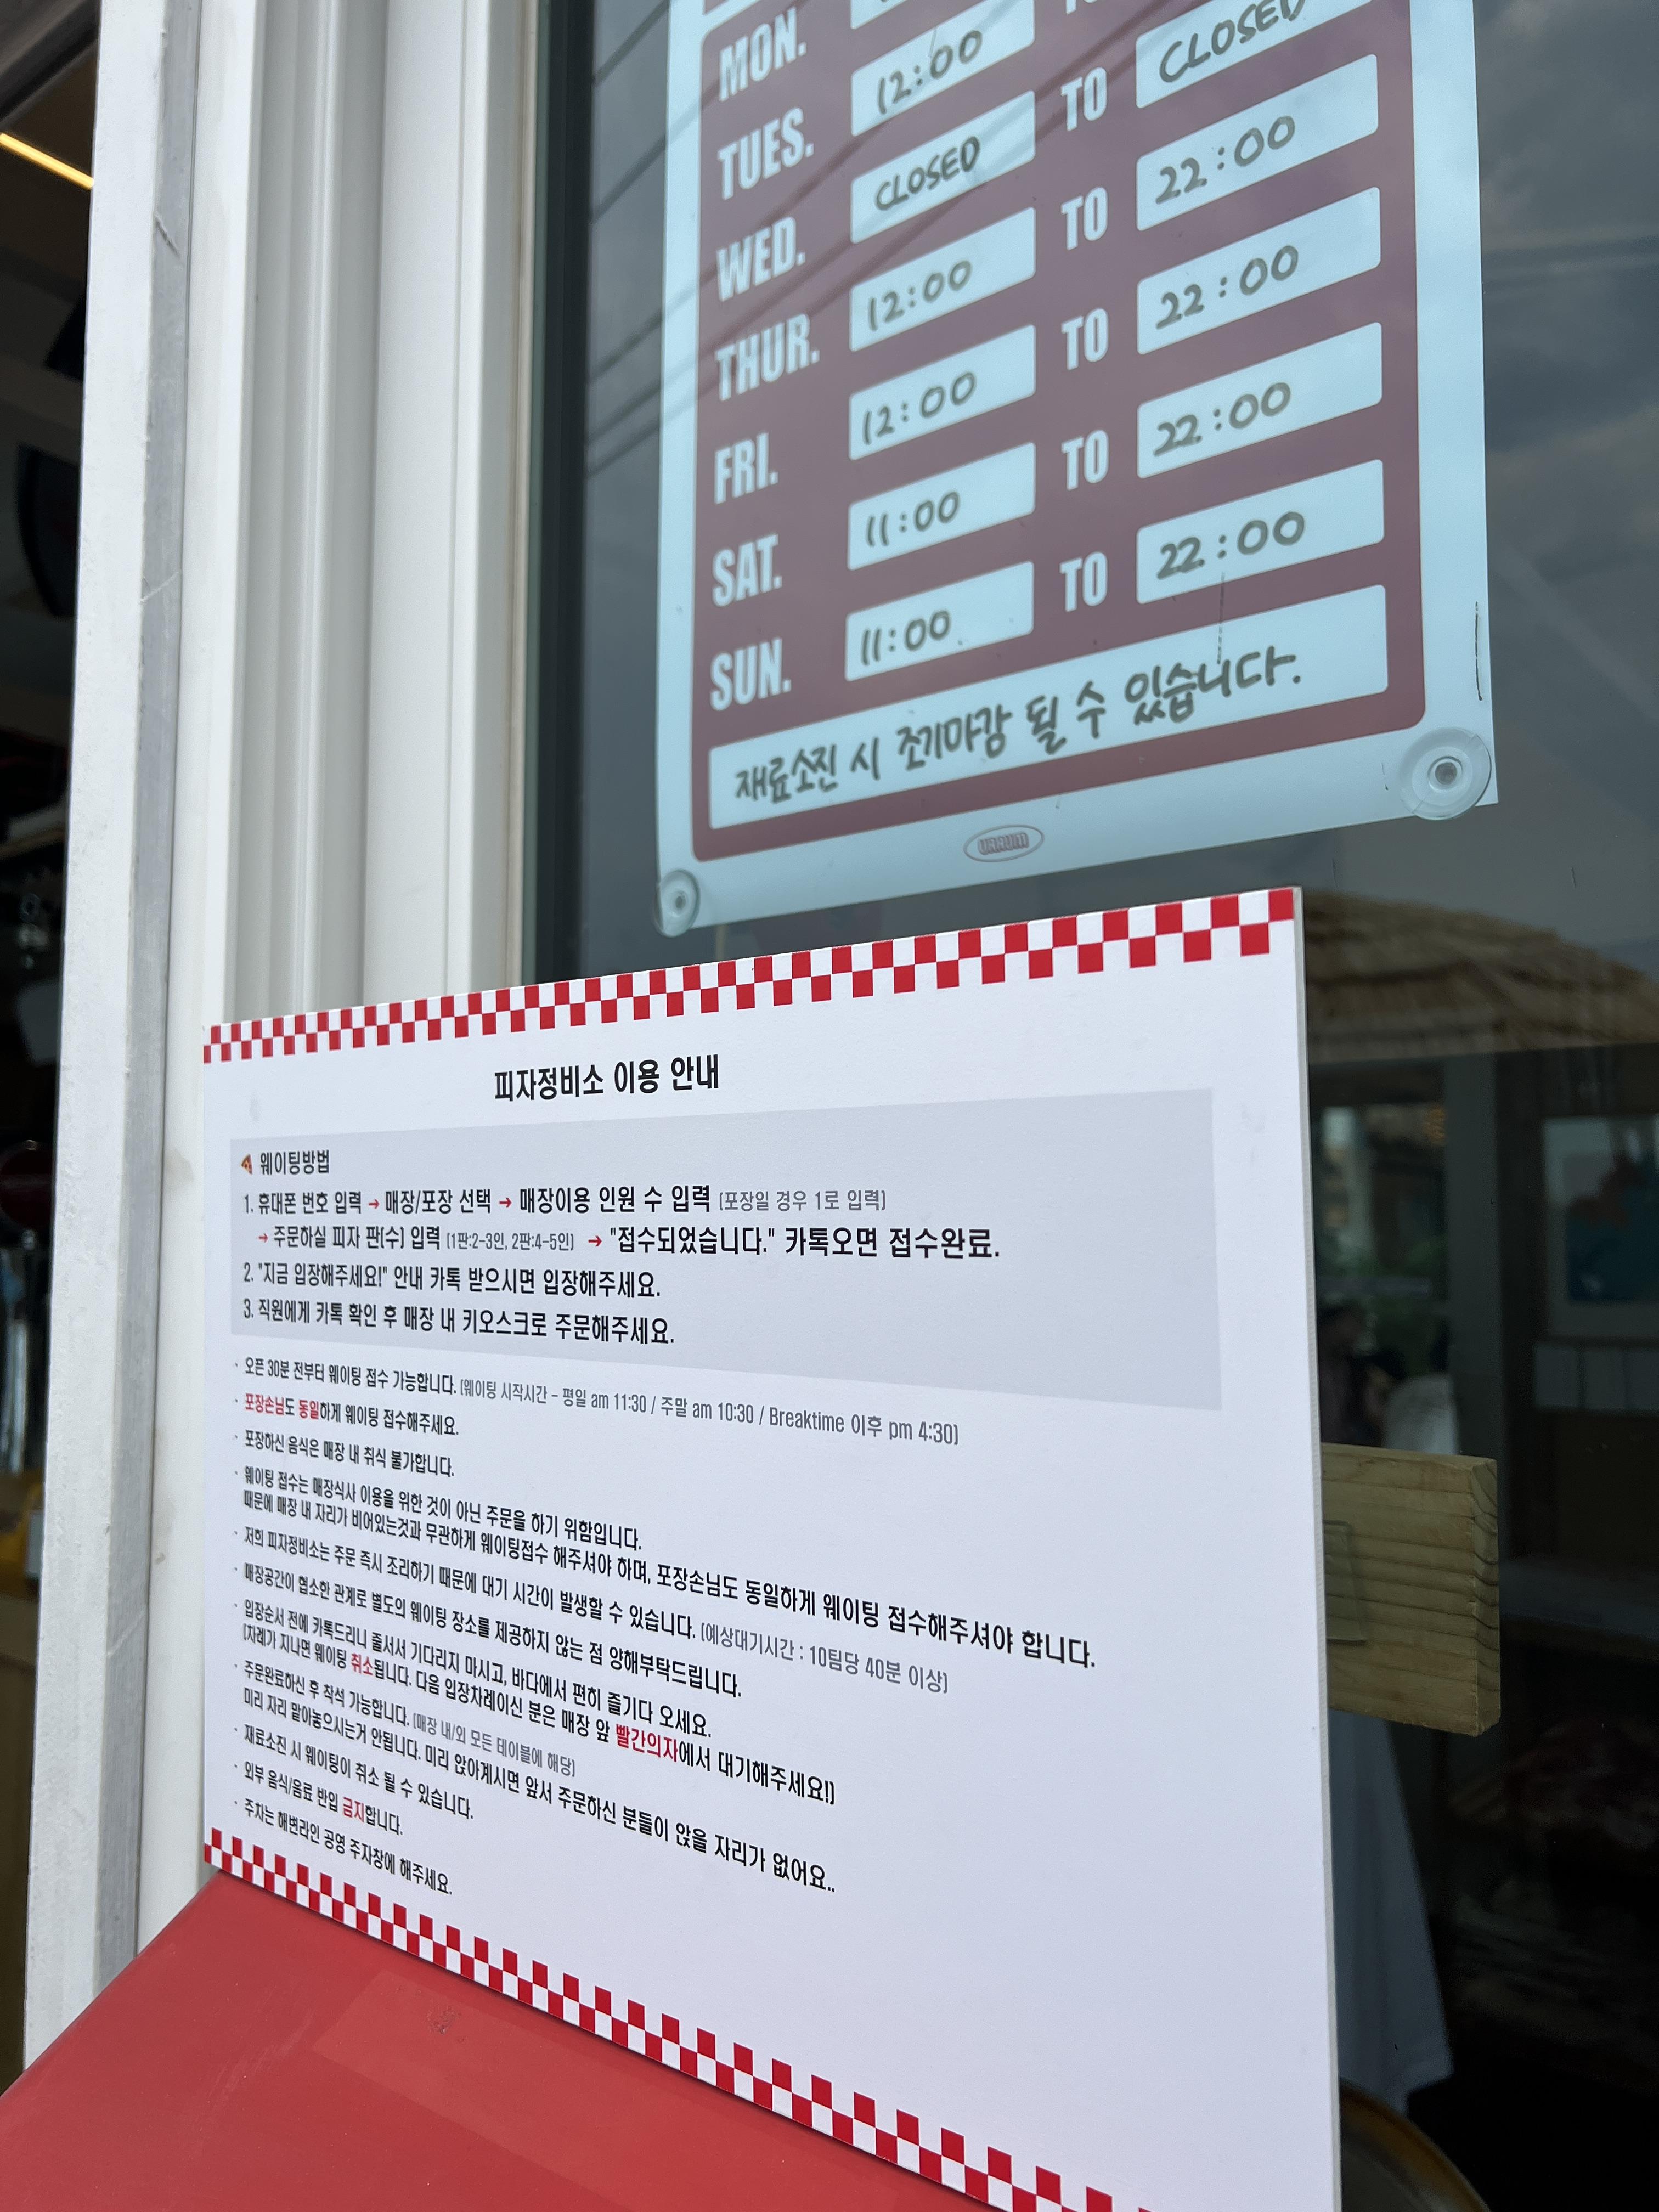 MON. 12:00 TO CLOSED
TUES. CLOSED TO 22:00
WED. 12:00 TO 22:00
THUR. 12:00 TO 22:00
FRI. 11:00 TO 22:00
SAT. 11:00
SUN.
재료소진 시 조기마감 될 수 있습니다.
URRUM
피자정비소 이용 안내
웨이팅방법
1. 휴대폰 번호 입력 → 매장/포장 선택 → 매장이용 인원 수 입력 (포장일 경우 1로 입력)
→ 주문하실 피자 판(수) 입력 (1판:2-3인, 2판:4-5인) → "접수되었습니다." 카톡오면 접수완료.
2. "지금 입장해주세요!" 안내 카톡 받으시면 입장해주세요.
3. 직원에게 카톡 확인 후 매장 내 키오스크로 주문해주세요.
· 오픈 30분 전부터 웨이팅 접수 가능합니다. (웨이팅 시작시간 - 평일 am 11:30 / 주말 am 10:30 / Breaktime 이후 pm 4:30)
· 포장손님도 동일하게 웨이팅 접수해주세요.
· 포장하신 음식은 매장 내 취식 불가합니다.
· 웨이팅 접수는 매장식사 이용을 위한 것이 아닌 주문을 하기 위함입니다.
때문에 매장 내 자리가 비어있는것과 무관하게 웨이팅접수 해주셔야 하며, 포장손님도 동일하게 웨이팅 접수해주셔야 합니다.
· 저희 피자정비소는 주문 즉시 조리하기 때문에 대기 시간이 발생할 수 있습니다. (예상대기시간 : 10팀당 40분 이상)
· 매장공간이 협소한 관계로 별도의 웨이팅 장소를 제공하지 않는 점 양해부탁드립니다.
· 입장순서 전에 카톡드리니 줄서서 기다리지 마시고, 바다에서 편히 즐기다 오세요.
(차례가 지나면 웨이팅 취소됩니다. 다음 입장차례이신 분은 매장 앞 빨간의자에서 대기해주세요!)
· 주문완료하신 후 착석 가능합니다. (매장 내/외 모든 테이블에 해당)
미리 자리 맡아놓으시는거 안됩니다. 미리 앉아계시면 앞서 주문하신 분들이 앉을 자리가 없어요..
· 재료소진 시 웨이팅이 취소 될 수 있습니다.
· 외부 음식/음료 반입 금지합니다.
· 주차는 해변라인 공영 주자창에 해주세요.